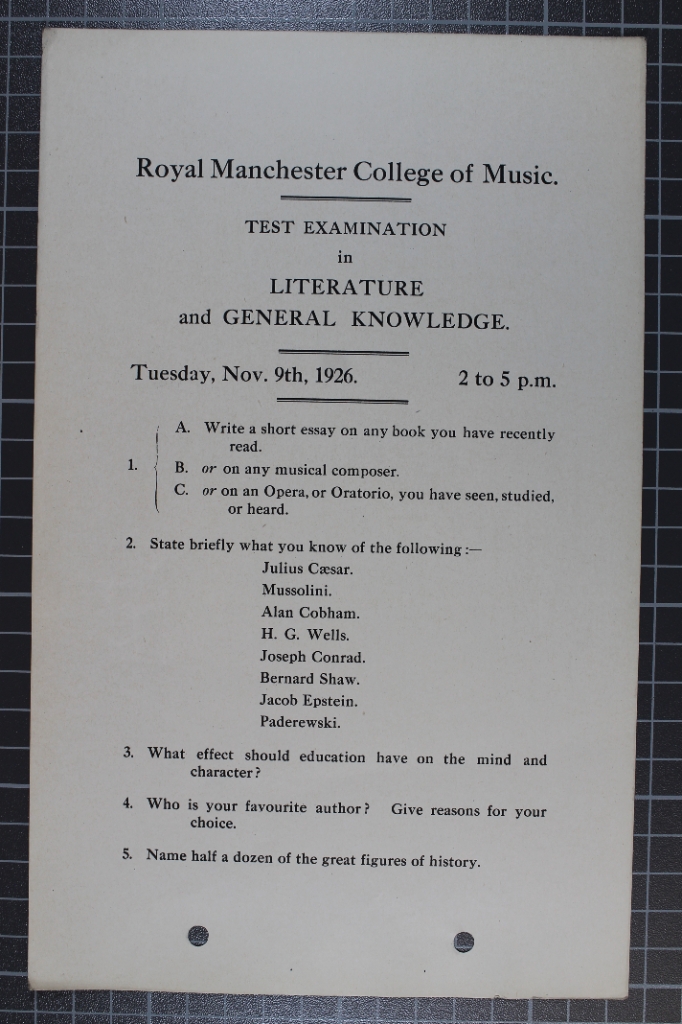 Royal Manchester College of Music.
TEST EXAMINATION
in
LITERATURE
and GENERAL KNOWLEDGE.
Tuesday, Nov. 9th, 1926. 2 to 5 p.m.
1. A. Write a short essay on any book you have recently
read.
B. or on any musical composer.
C. or on an Opera, or Oratorio, you have seen, studied,
or heard.
2. State briefly what you know of the following :—
Julius Cæsar.
Mussolini.
Alan Cobham.
H. G. Wells.
Joseph Conrad.
Bernard Shaw.
Jacob Epstein.
Paderewski.
3. What effect should education have on the mind and
character?
4. Who is your favourite author? Give reasons for your
choice.
5. Name half a dozen of the great figures of history.